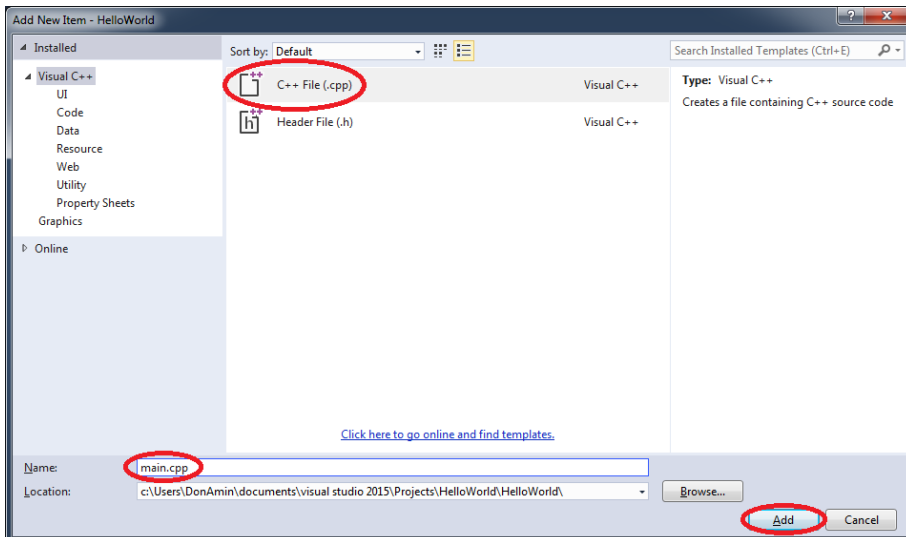 Add New Item - HelloWorld
Installed
Sort by: Default
Search Installed Templates (Ctrl+E)
Visual C++
UI
Code
Data
Resource
Web
Utility
Property Sheets
Graphics
Online
C++ File (.cpp) Visual C++
Header File (.h) Visual C++
Type: Visual C++
Creates a file containing C++ source code
Click here to go online and find templates.
Name: main.cpp
Location: c:\Users\DonAmin\documents\visual studio 2015\Projects\HelloWorld\HelloWorld\
Browse...
Add Cancel